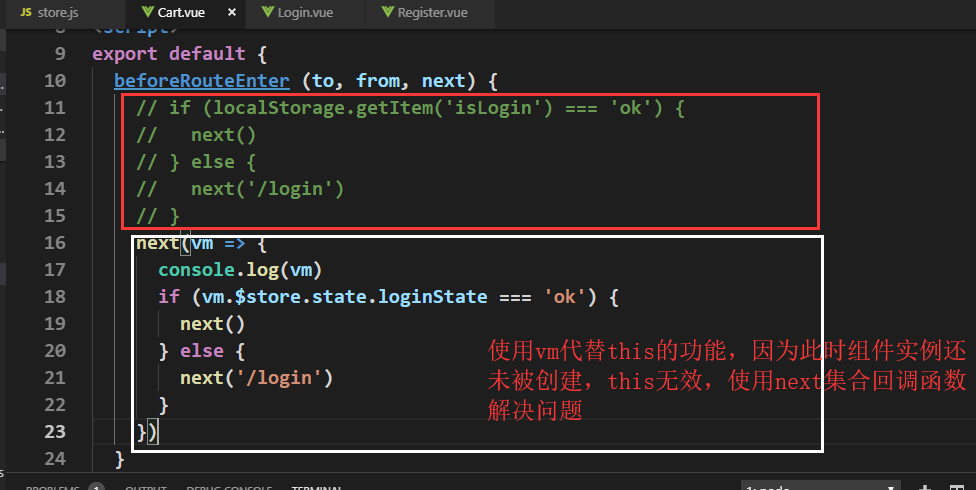 JS store.js Cart.vue × Login.vue Register.vue
8 <script>
9 export default {
10 beforeRouteEnter (to, from, next) {
11 // if (localStorage.getItem('isLogin') === 'ok') {
12 // next()
13 // } else {
14 // next('/login')
15 // }
16 next(vm => {
17 console.log(vm)
18 if (vm.$store.state.loginState === 'ok') {
19 next()
20 } else {
21 next('/login')
22 }
23 })
24 }
使用vm代替this的功能，因为此时组件实例还
未被创建，this无效，使用next集合回调函数
解决问题
PROBLEMS 1 OUTPUT DEBUG CONSOLE TERMINAL 1: node